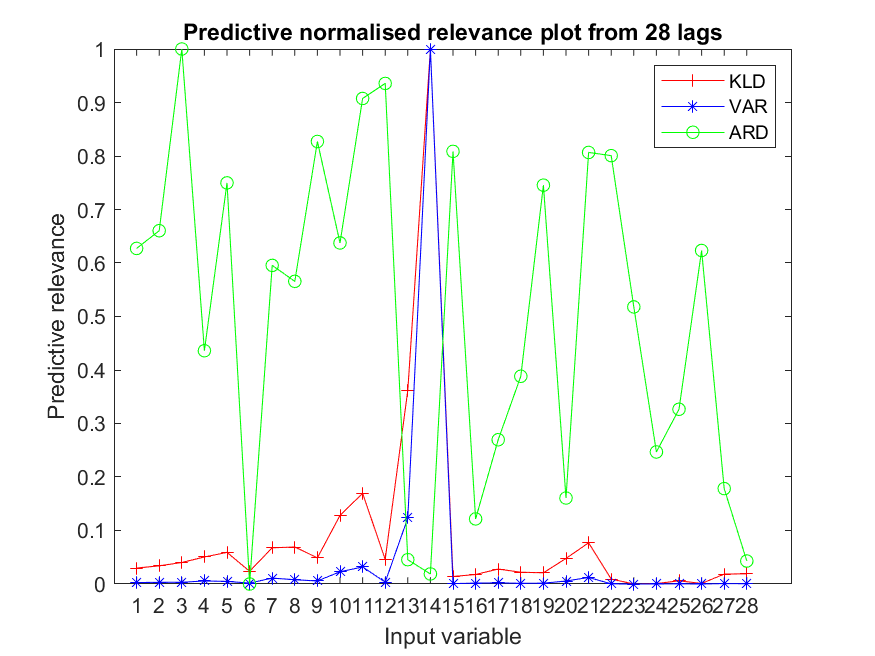 Predictive normalised relevance plot from 28 lags
KLD
VAR
ARD
Predictive relevance
1
0.9
0.8
0.7
0.6
0.5
0.4
0.3
0.2
0.1
0
1 2 3 4 5 6 7 8 9 10 11 12 13 14 15 16 17 18 19 20 21 22 23 24 25 26 27 28
Input variable